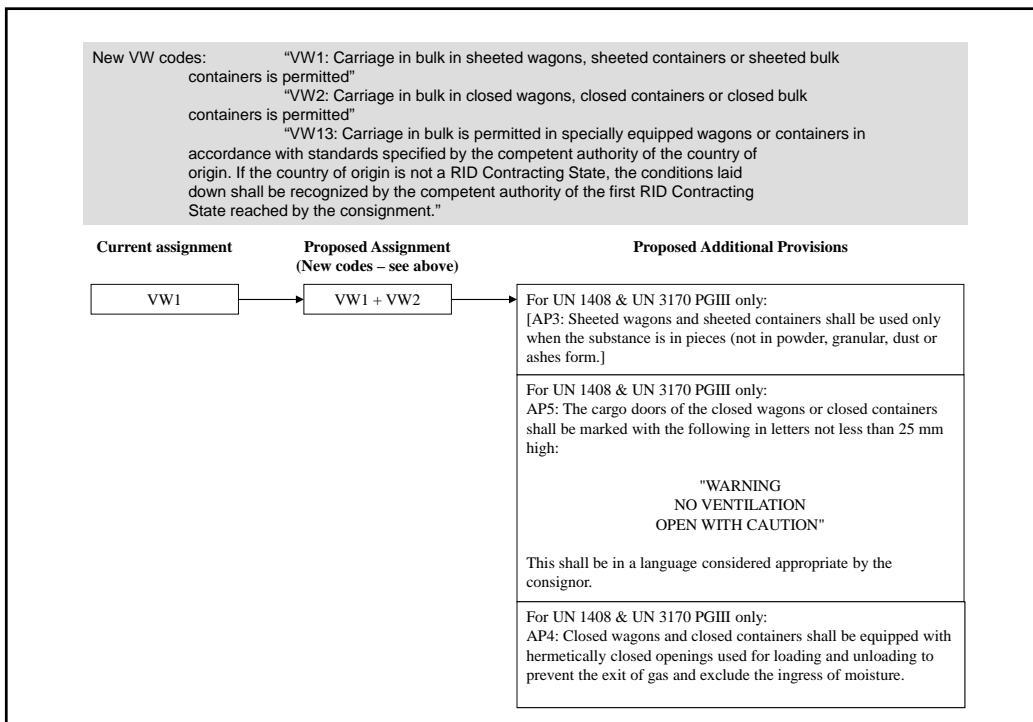 New VW codes: “VW1: Carriage in bulk in sheeted wagons, sheeted containers or sheeted bulk
containers is permitted”
“VW2: Carriage in bulk in closed wagons, closed containers or closed bulk
containers is permitted”
“VW13: Carriage in bulk is permitted in specially equipped wagons or containers in
accordance with standards specified by the competent authority of the country of
origin. If the country of origin is not a RID Contracting State, the conditions laid
down shall be recognized by the competent authority of the first RID Contracting
State reached by the consignment.”
Current assignment
Proposed Assignment
(New codes – see above)
Proposed Additional Provisions
VW1
VW1 + VW2
For UN 1408 & UN 3170 PGIII only:
[AP3: Sheeted wagons and sheeted containers shall be used only
when the substance is in pieces (not in powder, granular, dust or
ashes form.]
For UN 1408 & UN 3170 PGIII only:
AP5: The cargo doors of the closed wagons or closed containers
shall be marked with the following in letters not less than 25 mm
high:
"WARNING
NO VENTILATION
OPEN WITH CAUTION"
This shall be in a language considered appropriate by the
consignor.
For UN 1408 & UN 3170 PGIII only:
AP4: Closed wagons and closed containers shall be equipped with
hermetically closed openings used for loading and unloading to
prevent the exit of gas and exclude the ingress of moisture.